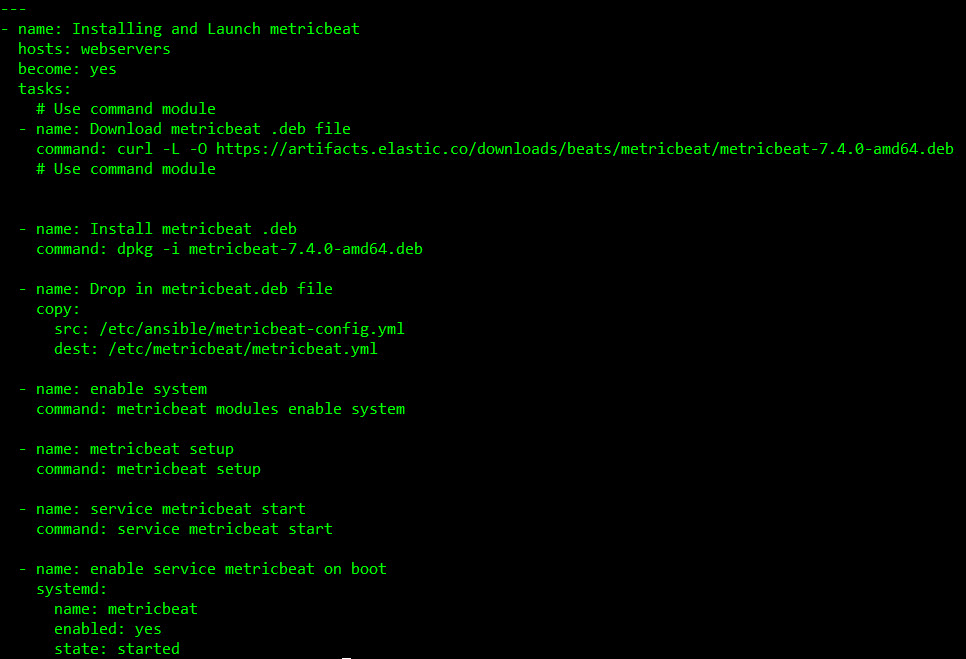 ---
- name: Installing and Launch metricbeat
  hosts: webservers
  become: yes
  tasks:
    # Use command module
  - name: Download metricbeat .deb file
    command: curl -L -O https://artifacts.elastic.co/downloads/beats/metricbeat/metricbeat-7.4.0-amd64.deb
    # Use command module
  - name: Install metricbeat .deb
    command: dpkg -i metricbeat-7.4.0-amd64.deb
  - name: Drop in metricbeat.deb file
    copy:
      src: /etc/ansible/metricbeat-config.yml
      dest: /etc/metricbeat/metricbeat.yml
  - name: enable system
    command: metricbeat modules enable system
  - name: metricbeat setup
    command: metricbeat setup
  - name: service metricbeat start
    command: service metricbeat start
  - name: enable service metricbeat on boot
    systemd:
      name: metricbeat
      enabled: yes
      state: started